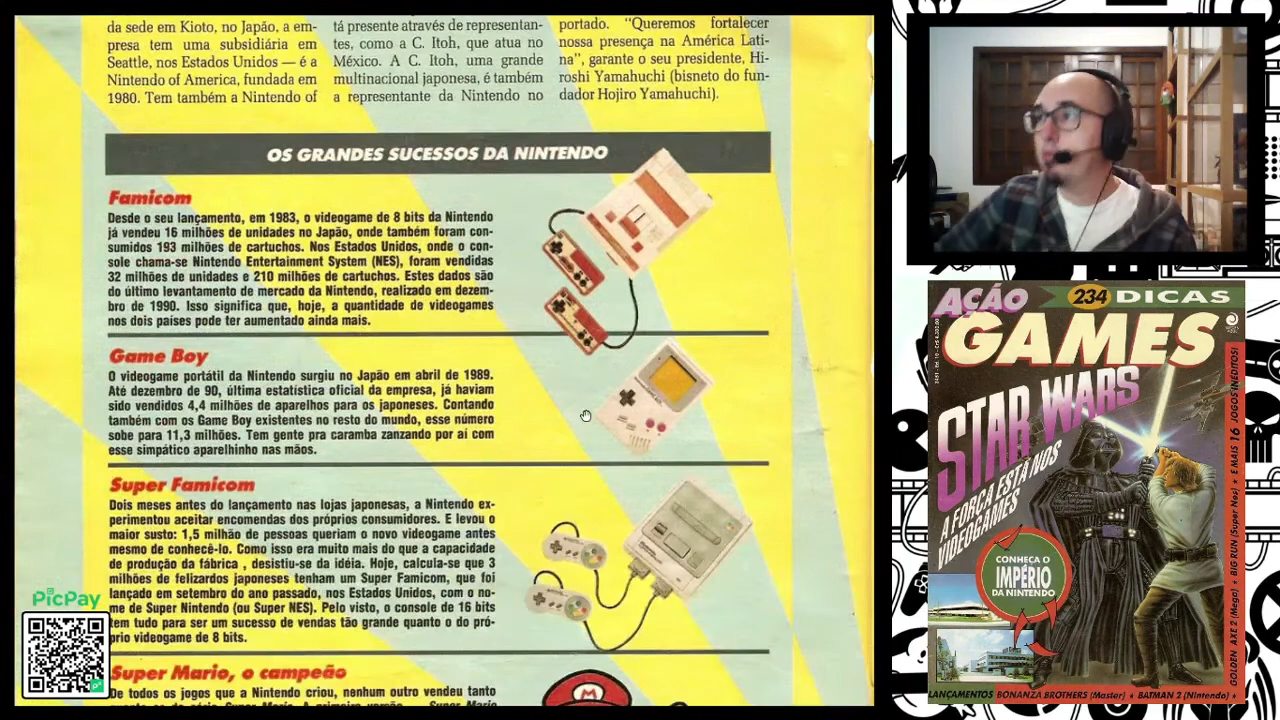 da sede em Kioto, no Japão, a em-
presa tem uma subsidiária em
Seattle, nos Estados Unidos — é a
Nintendo of America, fundada em
1980. Tem também a Nintendo of
tá presente através de representan-
tes, como a C. Itoh, que atua no
México. A C. Itoh, uma grande
multinacional japonesa, é também
a representante da Nintendo no
portado. "Queremos fortalecer
nossa presença na América Lati-
na", garante o seu presidente, Hi-
roshi Yamahuchi (bisneto do fun-
dador Hojiro Yamahuchi).
OS GRANDES SUCESSOS DA NINTENDO
Famicom
Desde o seu lançamento, em 1983, o videogame de 8 bits da Nintendo
já vendeu 16 milhões de unidades no Japão, onde também foram con-
sumidos 193 milhões de cartuchos. Nos Estados Unidos, onde o con-
sole chama-se Nintendo Entertainment System (NES), foram vendidas
32 milhões de unidades e 210 milhões de cartuchos. Estes dados são
do último levantamento de mercado da Nintendo, realizado em dezem-
bro de 1990. Isso significa que, hoje, a quantidade de videogames
nos dois países pode ter aumentado ainda mais.
Game Boy
O videogame portátil da Nintendo surgiu no Japão em abril de 1989.
Até dezembro de 90, última estatística oficial da empresa, já haviam
sido vendidos 4,4 milhões de aparelhos para os japoneses. Contando
também com os Game Boy existentes no resto do mundo, esse número
sobe para 11,3 milhões. Tem gente pra caramba zanzando por aí com
esse simpático aparelhinho nas mãos.
Super Famicom
Dois meses antes do lançamento nas lojas japonesas, a Nintendo ex-
perimentou aceitar encomendas dos próprios consumidores. E levou o
maior susto: 1,5 milhão de pessoas queriam o novo videogame antes
mesmo de conhecê-lo. Como isso era muito mais do que a capacidade
de produção da fábrica , desistiu-se da idéia. Hoje, calcula-se que 3
milhões de felizardos japoneses tenham um Super Famicom, que foi
lançado em setembro do ano passado, nos Estados Unidos, com o no-
me de Super Nintendo (ou Super NES). Pelo visto, o console de 16 bits
tem tudo para ser um sucesso de vendas tão grande quanto o do pró-
prio videogame de 8 bits.
Super Mario, o campeão
De todos os jogos que a Nintendo criou, nenhum outro vendeu tanto
PicPay
AÇÃO
234 DICAS
GAMES
STAR WARS
A FORÇA ESTÁ NOS
VIDEOGAMES
CONHEÇA O
IMPÉRIO
DA NINTENDO
GOLDEN AXE 2 (Mega) • BIG RUN (Super Nes) • E MAIS 16 JOGOS INÉDITOS!
LANÇAMENTOS BONANZA BROTHERS (Master) • BATMAN 2 (Nintendo) •